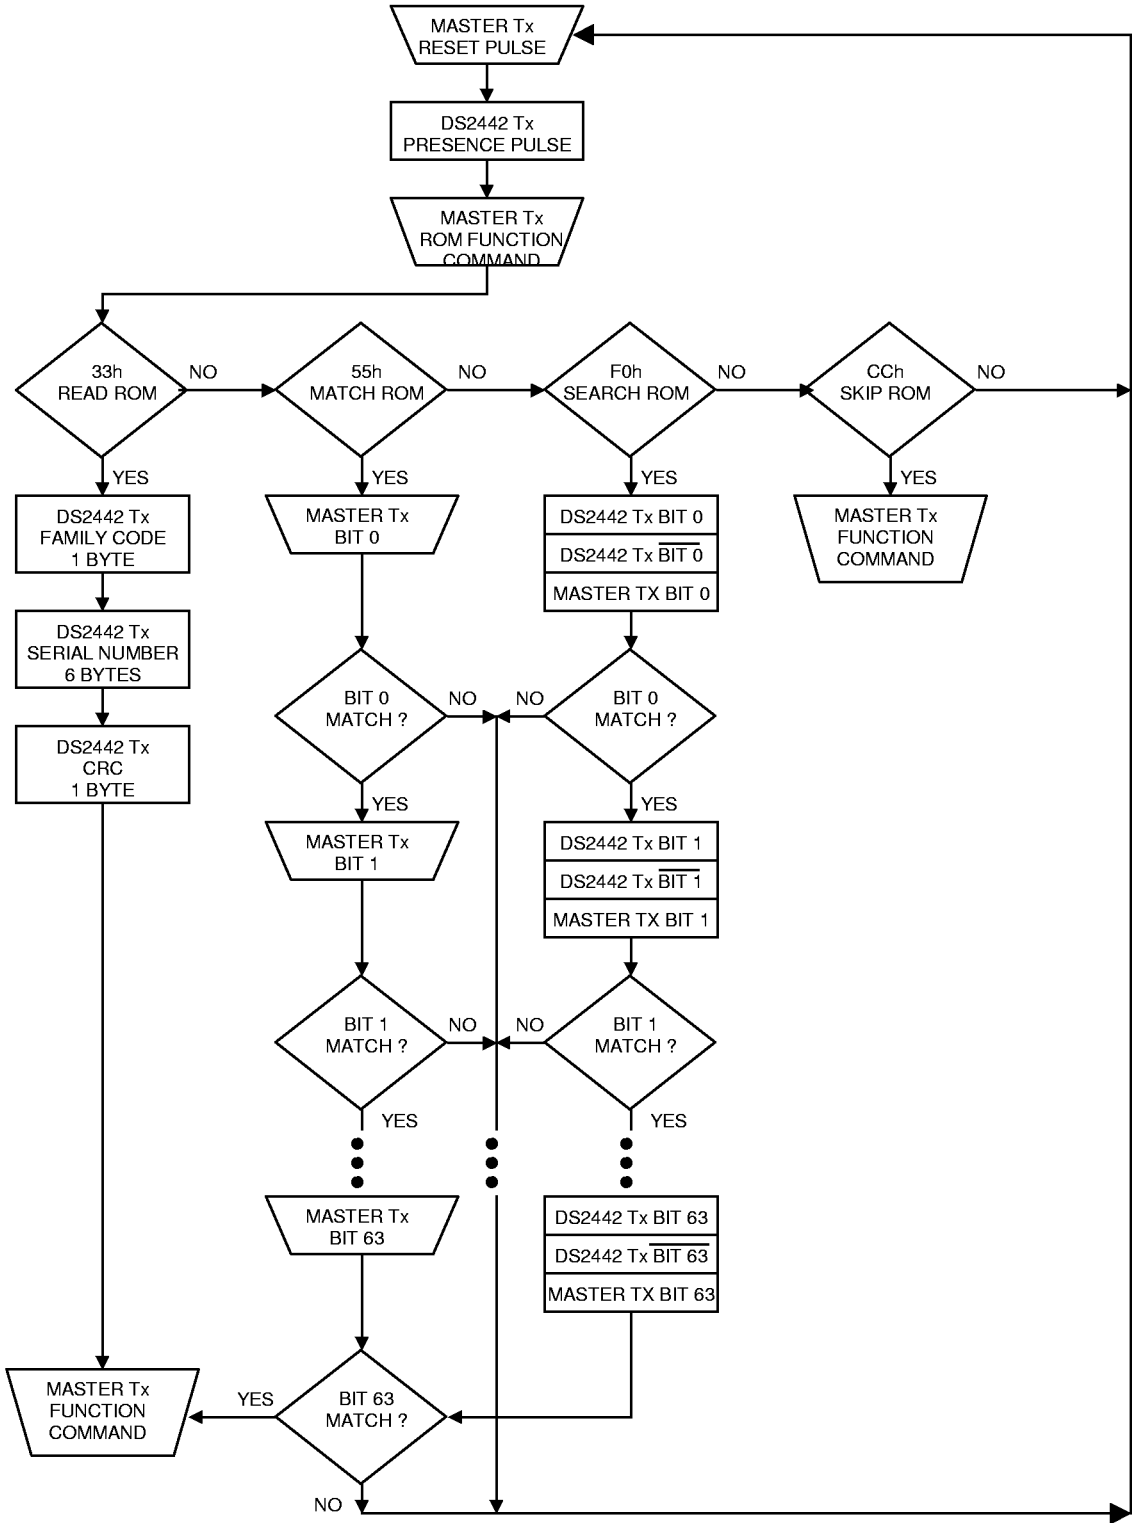 MASTER Tx
RESET PULSE
DS2442 Tx
PRESENCE PULSE
MASTER Tx
ROM FUNCTION
COMMAND
33h
READ ROM
NO
55h
MATCH ROM
NO
F0h
SEARCH ROM
NO
CCh
SKIP ROM
NO
YES
YES
YES
YES
DS2442 Tx
FAMILY CODE
1 BYTE
MASTER Tx
BIT 0
DS2442 Tx BIT 0
DS2442 Tx B̅I̅T̅ ̅0̅
MASTER TX BIT 0
MASTER Tx
FUNCTION
COMMAND
DS2442 Tx
SERIAL NUMBER
6 BYTES
BIT 0
MATCH ?
NO
NO
BIT 0
MATCH ?
DS2442 Tx
CRC
1 BYTE
YES
YES
MASTER Tx
BIT 1
DS2442 Tx BIT 1
DS2442 Tx B̅I̅T̅ ̅1̅
MASTER TX BIT 1
BIT 1
MATCH ?
NO
NO
BIT 1
MATCH ?
YES
YES
MASTER Tx
BIT 63
DS2442 Tx BIT 63
DS2442 Tx B̅I̅T̅ ̅6̅3̅
MASTER TX BIT 63
MASTER Tx
FUNCTION
COMMAND
YES
BIT 63
MATCH ?
NO